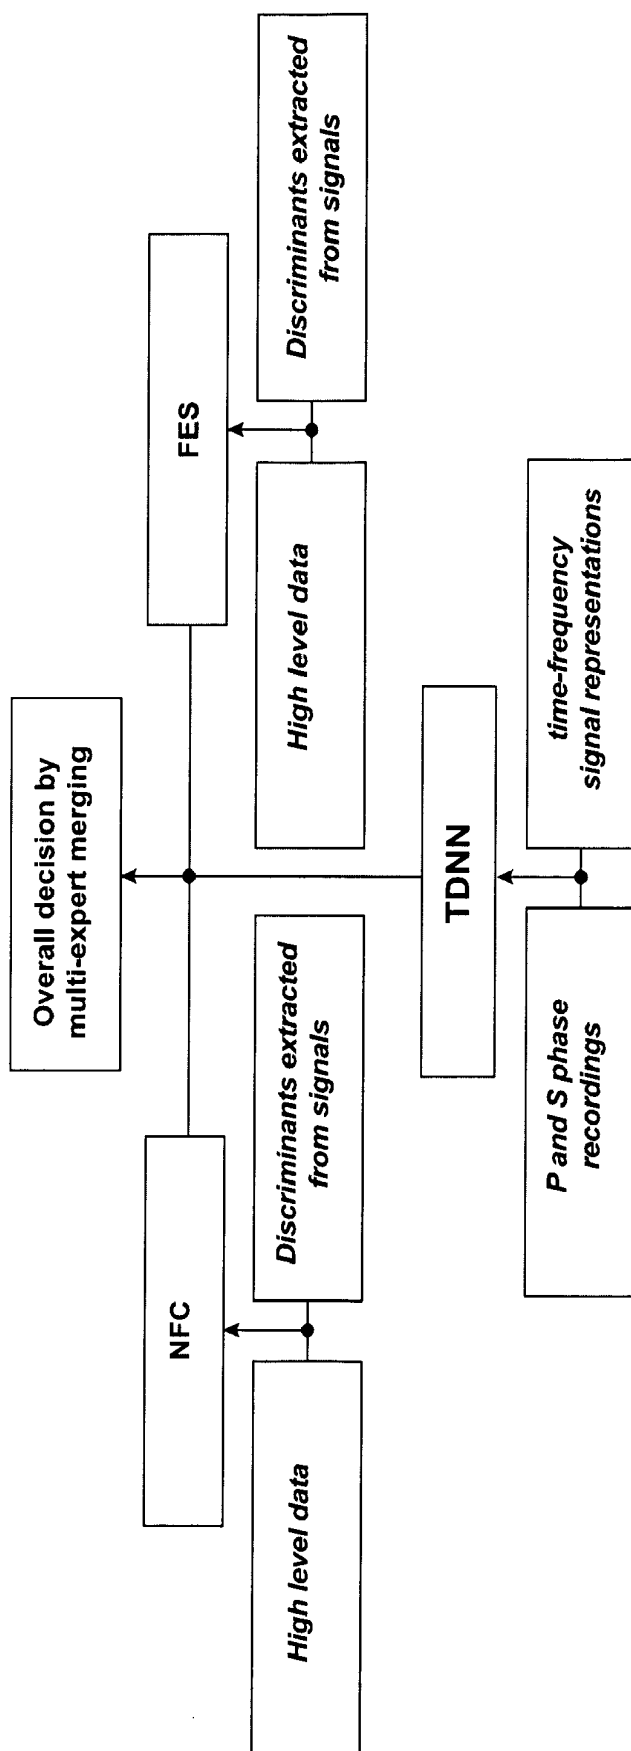 Overall decision by
multi-expert merging
NFC
FES
High level data
Discriminants extracted
from signals
High level data
Discriminants extracted
from signals
TDNN
P and S phase
recordings
time-frequency
signal representations